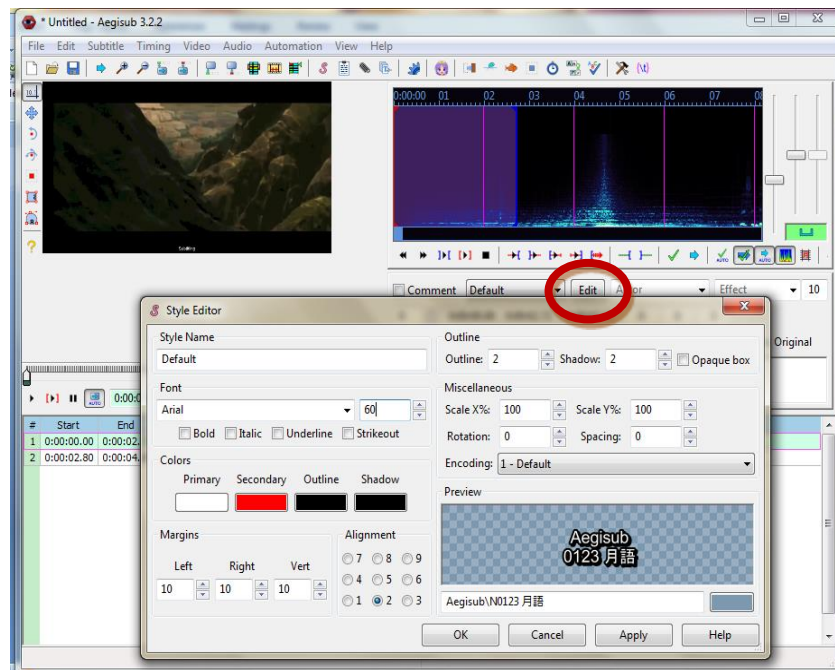 * Untitled - Aegisub 3.2.2
File Edit Subtitle Timing Video Audio Automation View Help
0:00:00 01 02 03 04 05 06 07
Loading
Comment Default Edit Effect 10
Original
# Start End
1 0:00:00.00 0:00:02.
2 0:00:02.80 0:00:04.
Style Editor
Style Name
Default
Font
Arial 60
Bold Italic Underline Strikeout
Colors
Primary Secondary Outline Shadow
Margins
Left Right Vert
10 10 10
Alignment
7 8 9
4 5 6
1 2 3
Outline
Outline: 2 Shadow: 2 Opaque box
Miscellaneous
Scale X%: 100 Scale Y%: 100
Rotation: 0 Spacing: 0
Encoding: 1 - Default
Preview
Aegisub
0123 月語
Aegisub\N0123 月語
OK Cancel Apply Help